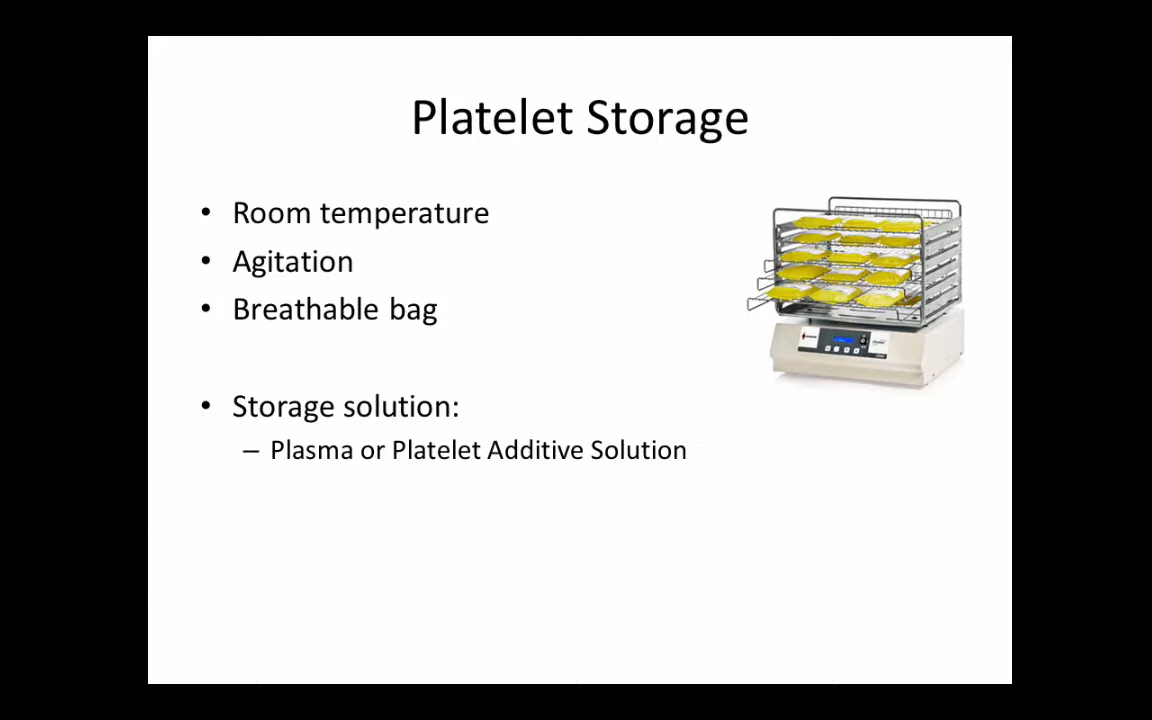 Platelet Storage
• Room temperature
• Agitation
• Breathable bag
• Storage solution:
– Plasma or Platelet Additive Solution